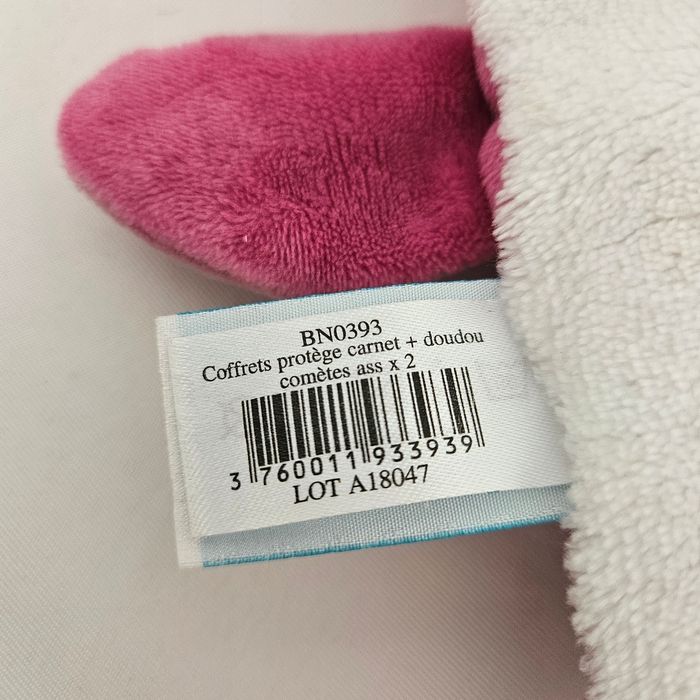 BN0393
Coffrets protège carnet + doudou
comètes ass x 2
3 760011 933939
LOT A18047